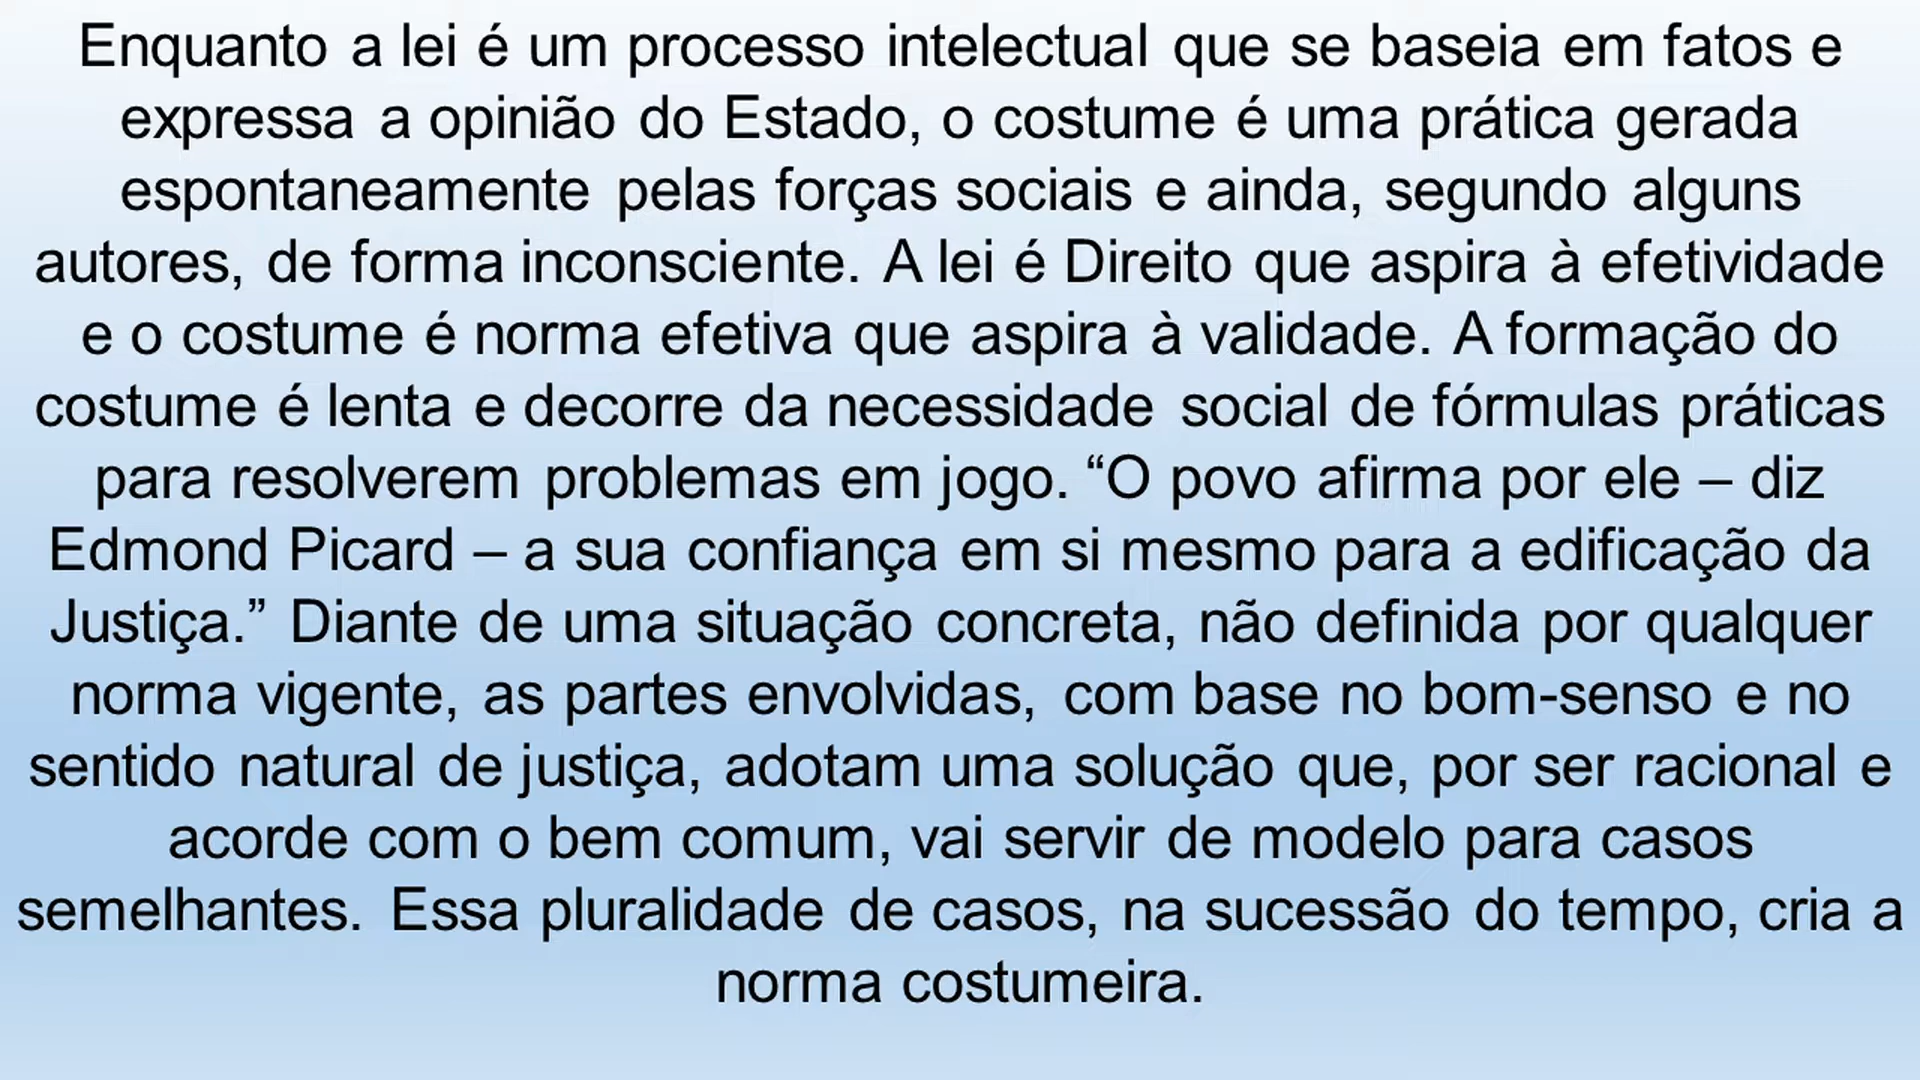 Enquanto a lei é um processo intelectual que se baseia em fatos e
expressa a opinião do Estado, o costume é uma prática gerada
espontaneamente pelas forças sociais e ainda, segundo alguns
autores, de forma inconsciente. A lei é Direito que aspira à efetividade
e o costume é norma efetiva que aspira à validade. A formação do
costume é lenta e decorre da necessidade social de fórmulas práticas
para resolverem problemas em jogo. “O povo afirma por ele – diz
Edmond Picard – a sua confiança em si mesmo para a edificação da
Justiça.” Diante de uma situação concreta, não definida por qualquer
norma vigente, as partes envolvidas, com base no bom-senso e no
sentido natural de justiça, adotam uma solução que, por ser racional e
acorde com o bem comum, vai servir de modelo para casos
semelhantes. Essa pluralidade de casos, na sucessão do tempo, cria a
norma costumeira.